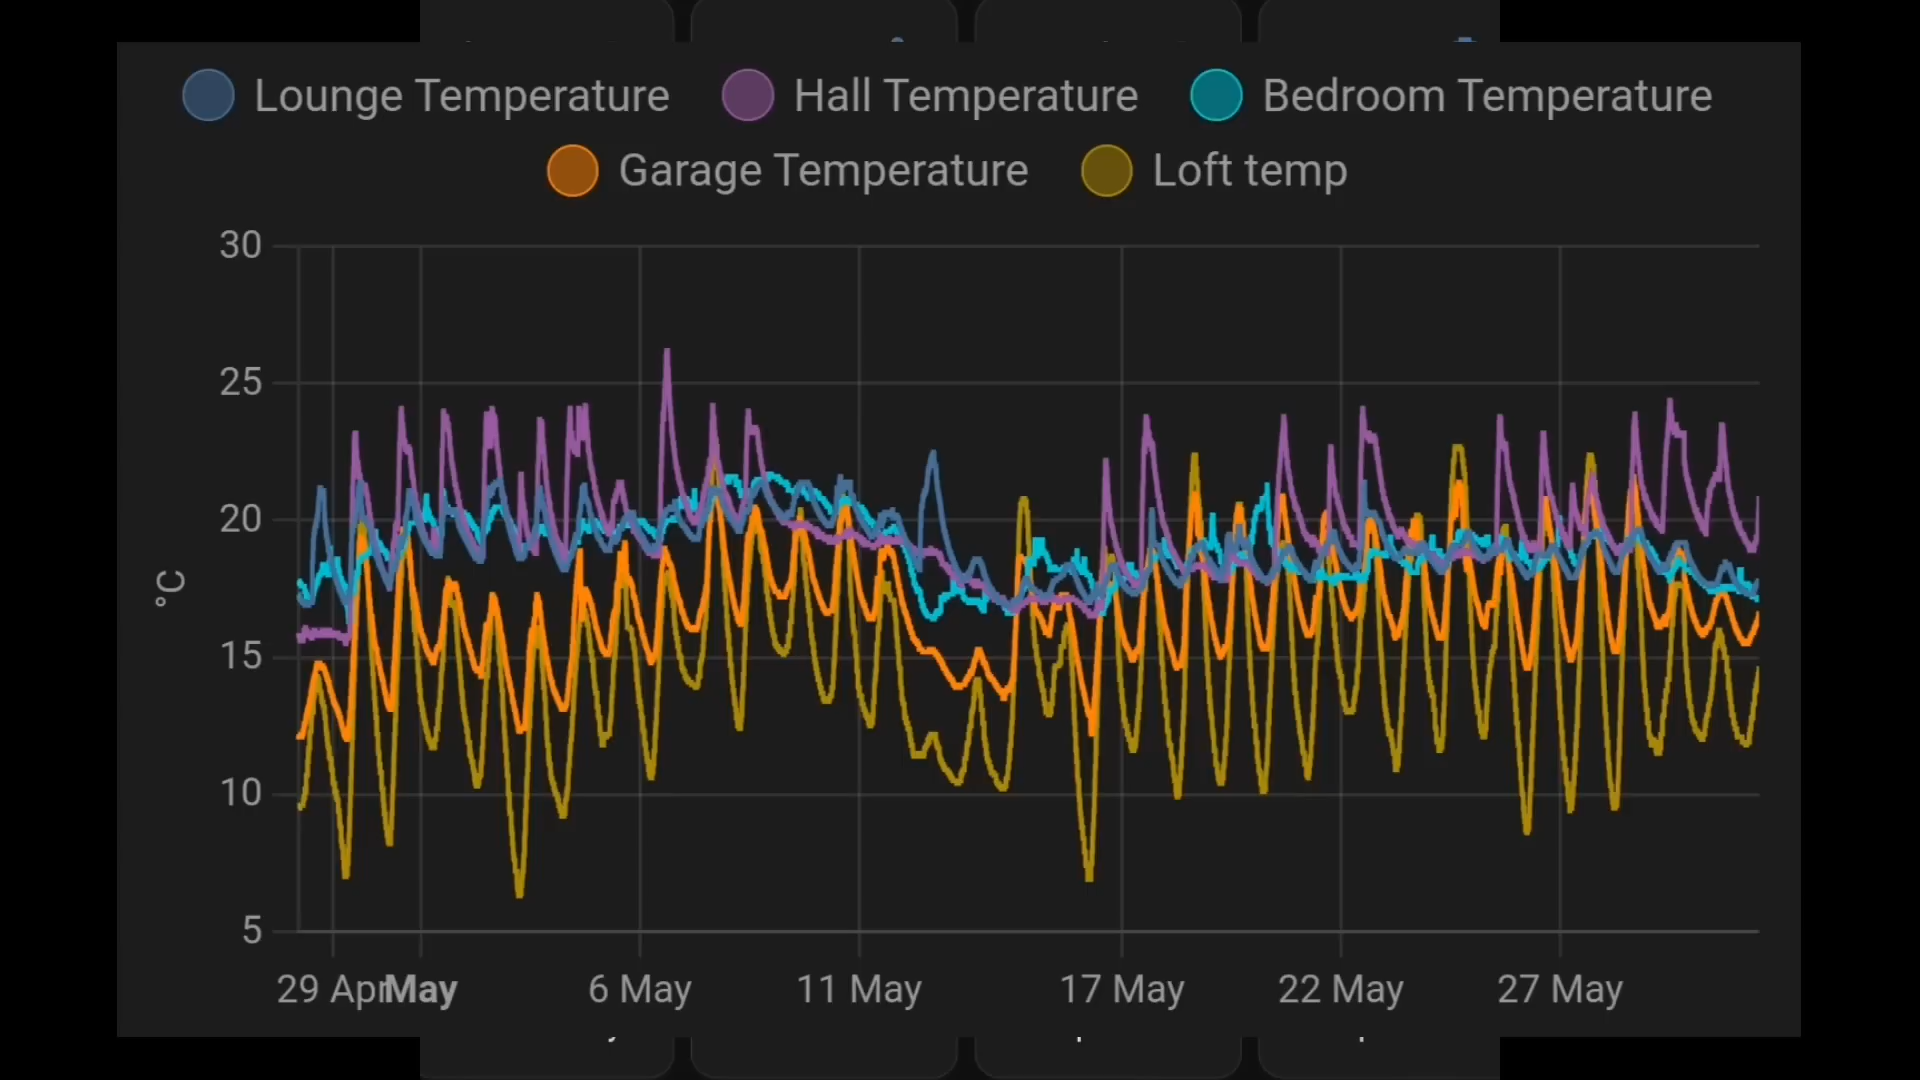 Lounge Temperature Hall Temperature Bedroom Temperature
Garage Temperature Loft temp
30
25
20
15
10
5
°C
29 Apr May 6 May 11 May 17 May 22 May 27 May